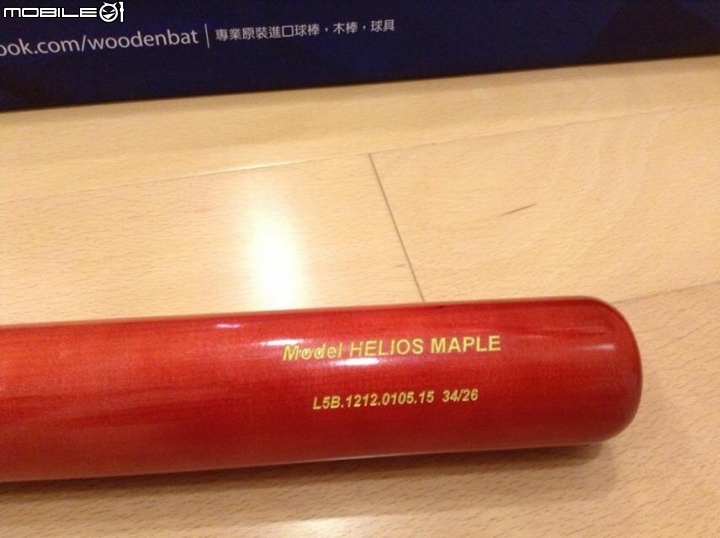 MOBILE01
ook.com/woodenbat | 專業原裝進口球棒，木棒，球具
Model HELIOS MAPLE
L5B.1212.0105.15 34/26